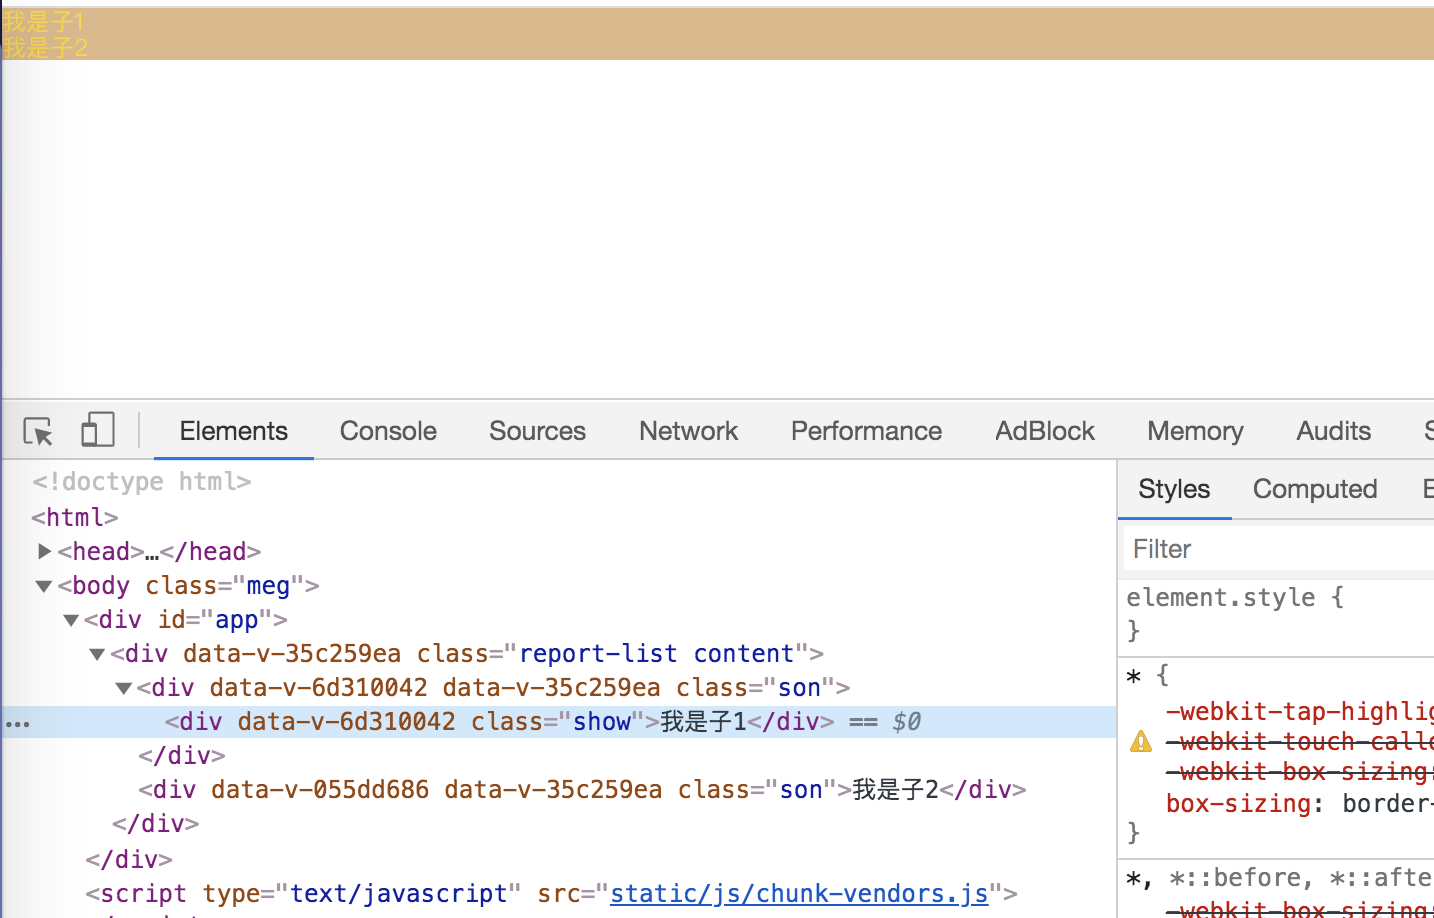 我是子1
我是子2
Elements Console Sources Network Performance AdBlock Memory Audits S
<!doctype html>
<html>
▶<head>…</head>
▼<body class="meg">
▼<div id="app">
▼<div data-v-35c259ea class="report-list content">
▼<div data-v-6d310042 data-v-35c259ea class="son">
… <div data-v-6d310042 class="show">我是子1</div> == $0
</div>
<div data-v-055dd686 data-v-35c259ea class="son">我是子2</div>
</div>
</div>
<script type="text/javascript" src="static/js/chunk-vendors.js">
Styles Computed E
Filter
element.style {
}
* {
-webkit-tap-highlig
-webkit-touch-callo
-webkit-box-sizing:
box-sizing: border-
}
*, *::before, *::afte
-webkit-box-sizing